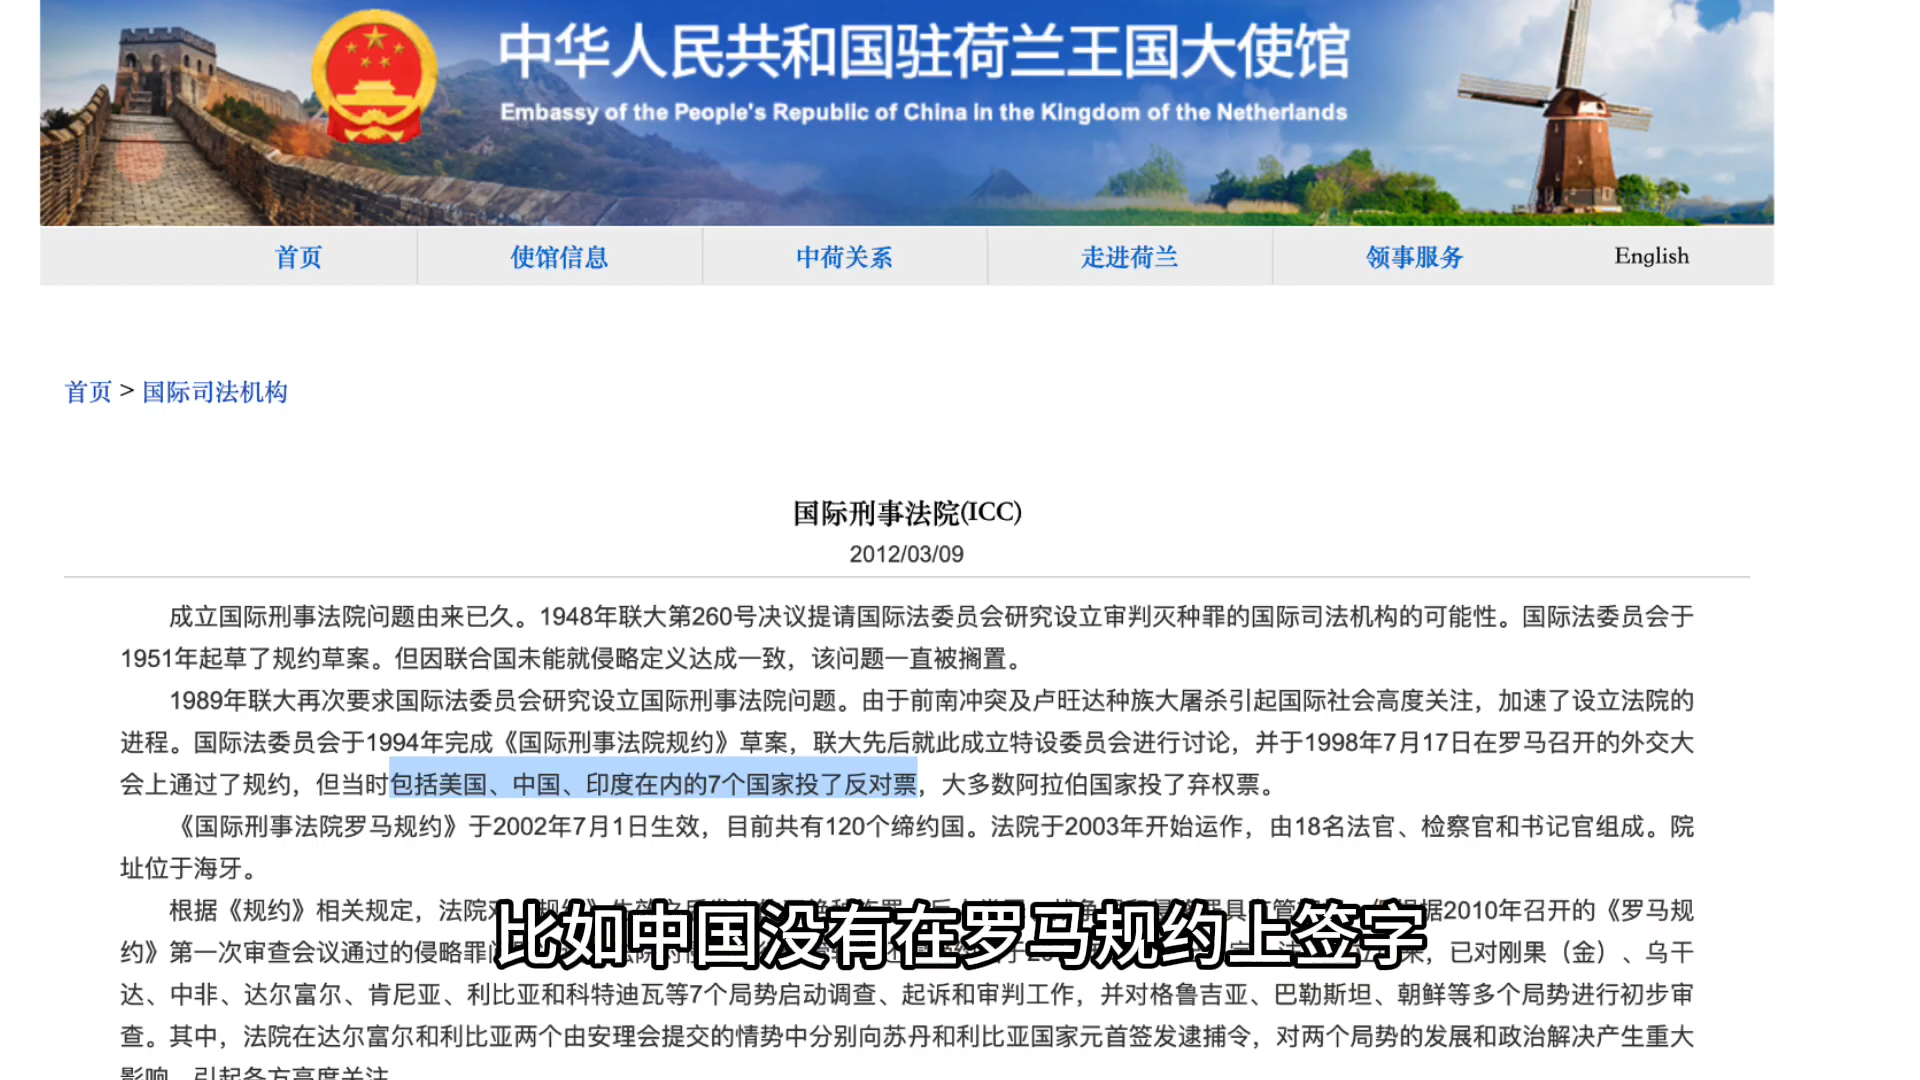 中华人民共和国驻荷兰王国大使馆
Embassy of the People's Republic of China in the Kingdom of the Netherlands
首页 使馆信息 中荷关系 走进荷兰 领事服务 English
首页 > 国际司法机构
国际刑事法院(ICC)
2012/03/09
成立国际刑事法院问题由来已久。1948年联大第260号决议提请国际法委员会研究设立审判灭种罪的国际司法机构的可能性。国际法委员会于
1951年起草了规约草案。但因联合国未能就侵略定义达成一致，该问题一直被搁置。
1989年联大再次要求国际法委员会研究设立国际刑事法院问题。由于前南冲突及卢旺达种族大屠杀引起国际社会高度关注，加速了设立法院的
进程。国际法委员会于1994年完成《国际刑事法院规约》草案，联大先后就此成立特设委员会进行讨论，并于1998年7月17日在罗马召开的外交大
会上通过了规约，但当时包括美国、中国、印度在内的7个国家投了反对票，大多数阿拉伯国家投了弃权票。
《国际刑事法院罗马规约》于2002年7月1日生效，目前共有120个缔约国。法院于2003年开始运作，由18名法官、检察官和书记官组成。院
址位于海牙。
根据《规约》相关规定，法院对 2010年召开的《罗马规
约》第一次审查会议通过的侵略罪 已对刚果（金）、乌干
比如中国没有在罗马规约上签字
达、中非、达尔富尔、肯尼亚、利比亚和科特迪瓦等7个局势启动调查、起诉和审判工作，并对格鲁吉亚、巴勒斯坦、朝鲜等多个局势进行初步审
查。其中，法院在达尔富尔和利比亚两个由安理会提交的情势中分别向苏丹和利比亚国家元首签发逮捕令，对两个局势的发展和政治解决产生重大
影响，引起各方高度关注